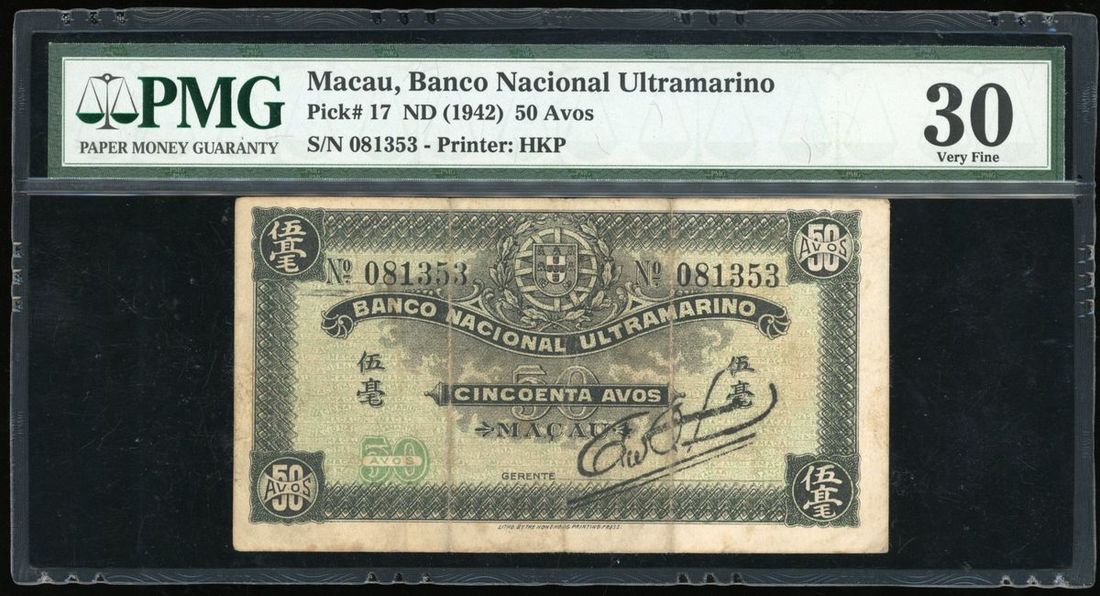 PMG
PAPER MONEY GUARANTY
Macau, Banco Nacional Ultramarino
Pick# 17 ND (1942) 50 Avos
S/N 081353 - Printer: HKP
30
Very Fine
伍毫
50
AVOS
Nº 081353 Nº 081353
BANCO NACIONAL ULTRAMARINO
伍毫
伍毫
50
CINCOENTA AVOS
MACAU
50
AVOS
GERENTE
50
AVOS
伍毫
LITHO. BY THE HONGKONG PRINTING PRESS.